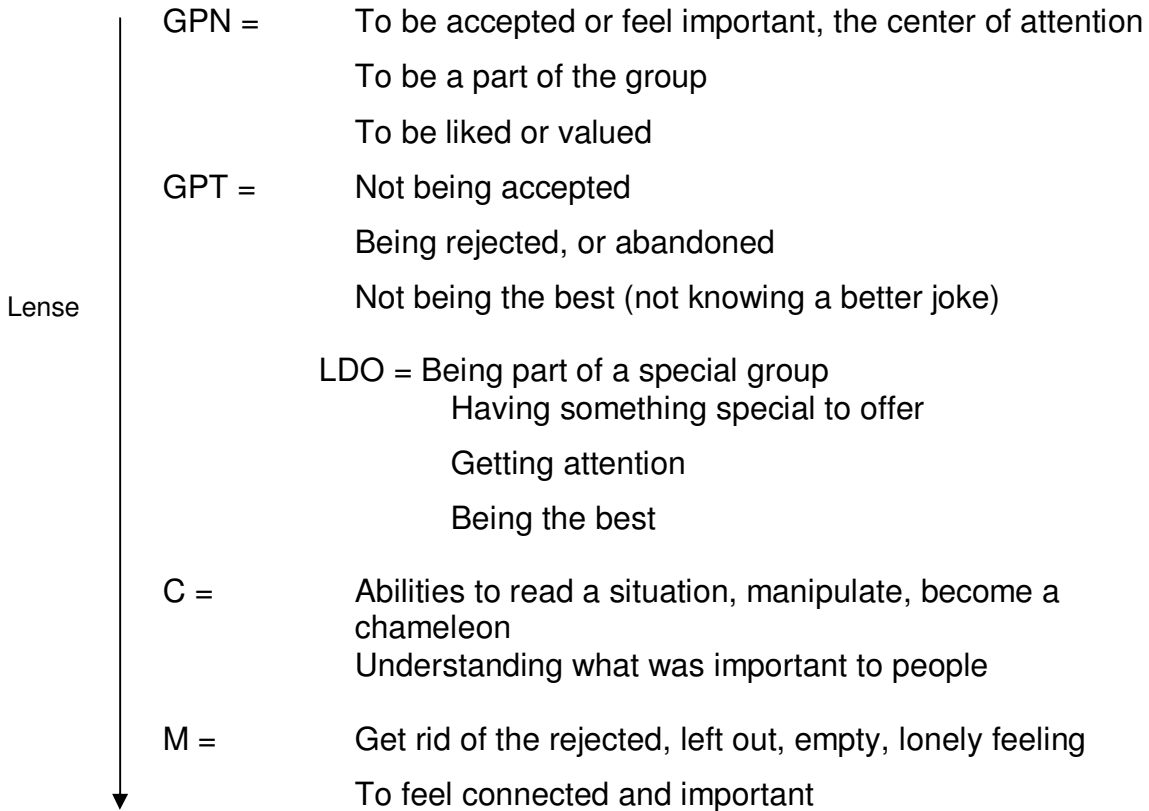 GPN = To be accepted or feel important, the center of attention
To be a part of the group
To be liked or valued
GPT = Not being accepted
Being rejected, or abandoned
Not being the best (not knowing a better joke)
Lense
LDO = Being part of a special group
Having something special to offer
Getting attention
Being the best
C = Abilities to read a situation, manipulate, become a
chameleon
Understanding what was important to people
M = Get rid of the rejected, left out, empty, lonely feeling
To feel connected and important